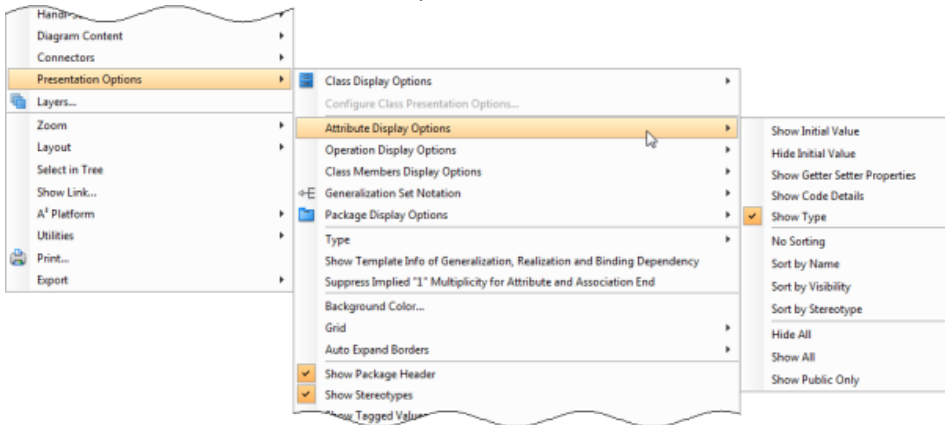 Diagram Content
Connectors
Presentation Options
Layers...
Zoom
Layout
Select in Tree
Show Link...
A³ Platform
Utilities
Print...
Export
Class Display Options
Configure Class Presentation Options...
Attribute Display Options
Operation Display Options
Class Members Display Options
Generalization Set Notation
Package Display Options
Type
Show Template Info of Generalization, Realization and Binding Dependency
Suppress Implied "1" Multiplicity for Attribute and Association End
Background Color...
Grid
Auto Expand Borders
Show Package Header
Show Stereotypes
Show Tagged Values
Show Initial Value
Hide Initial Value
Show Getter Setter Properties
Show Code Details
Show Type
No Sorting
Sort by Name
Sort by Visibility
Sort by Stereotype
Hide All
Show All
Show Public Only